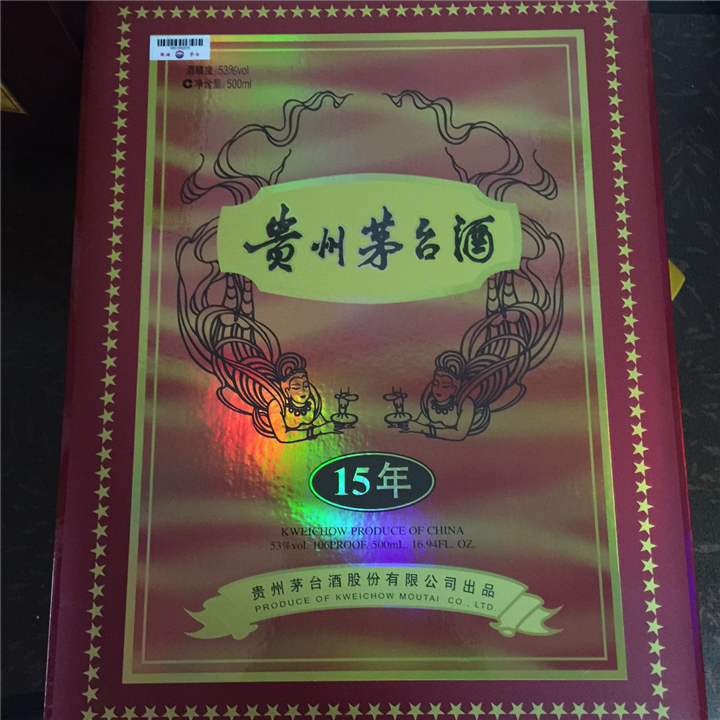 酒精度:53%vol
净含量:500ml
贵州茅台酒
15年
KWEICHOW PRODUCE OF CHINA
53%vol. 106PROOF. 500mL. 16.94FL. OZ.
贵州茅台酒股份有限公司出品
PRODUCE OF KWEICHOW MOUTAI CO., LTD.